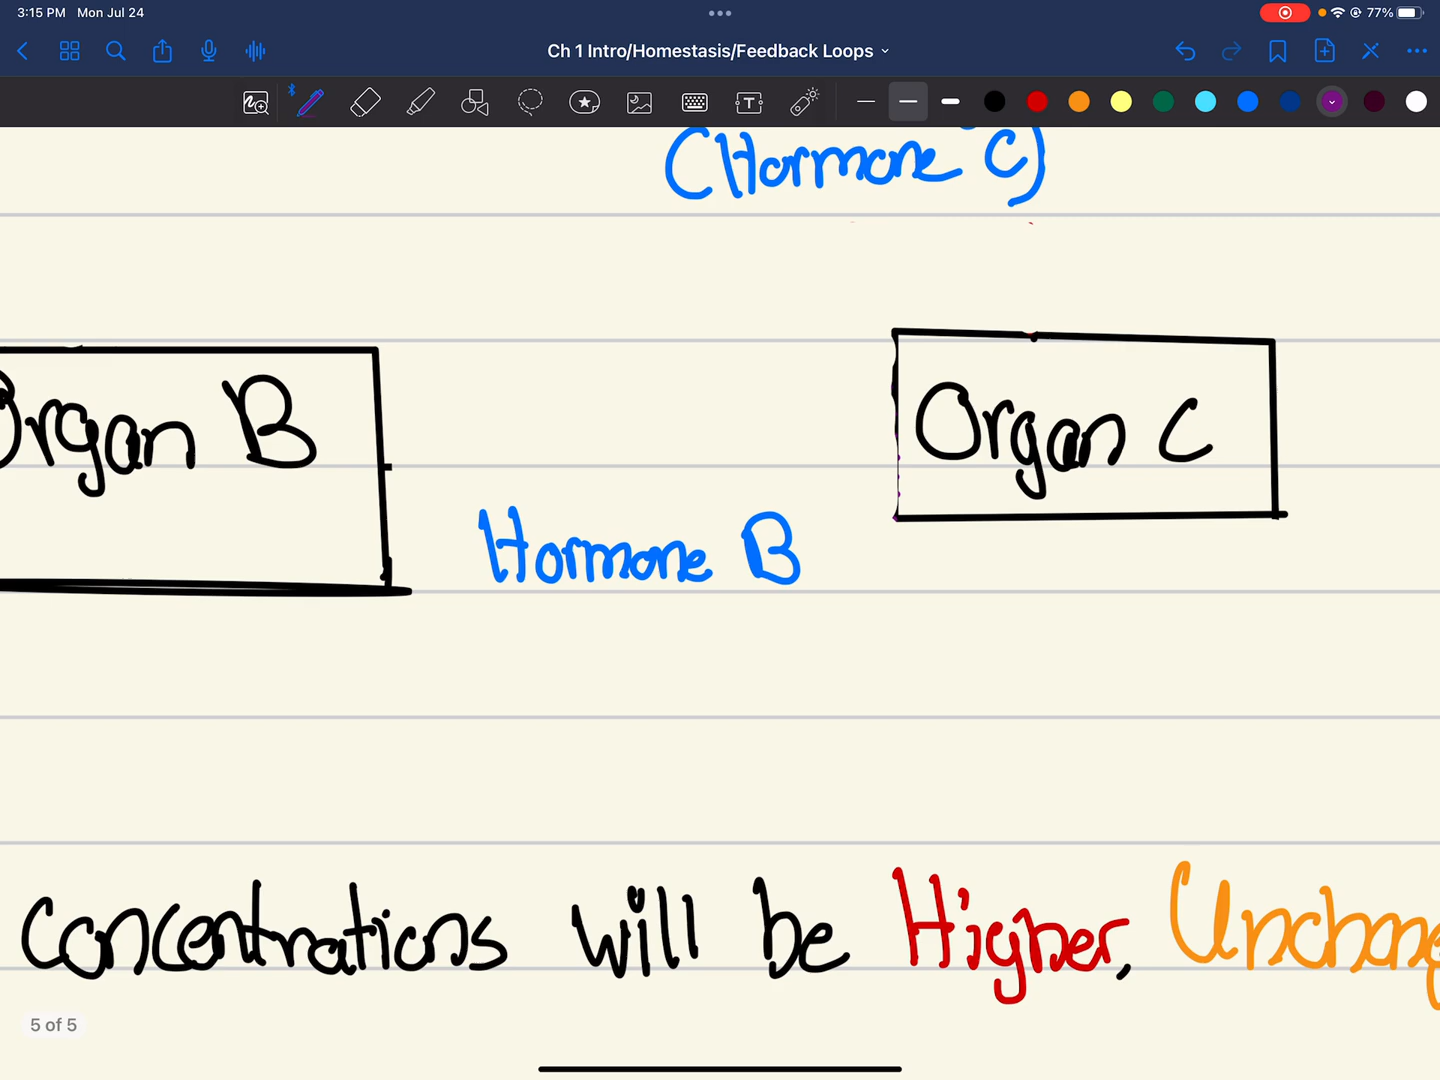 3:15 PM Mon Jul 24
77%
Ch 1 Intro/Homestasis/Feedback Loops
(Hormone C)
Organ B
Organ C
Hormone B
concentrations will be Higher, Unchang
5 of 5